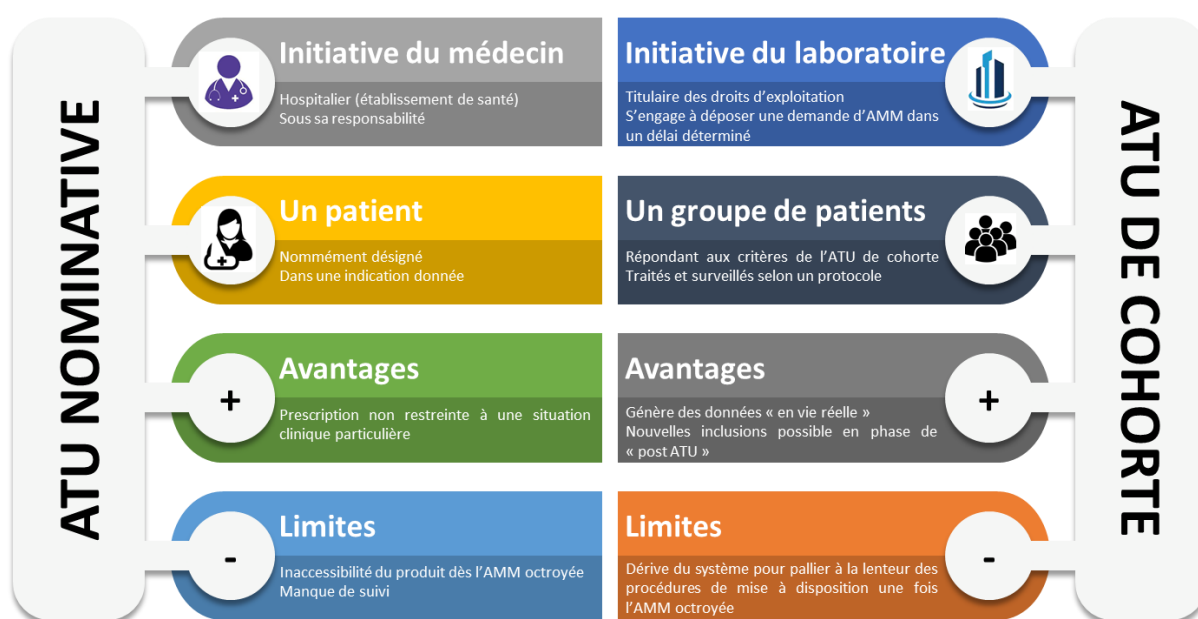 ATU NOMINATIVE
Initiative du médecin
Hospitalier (établissement de santé)
Sous sa responsabilité
Un patient
Nommément désigné
Dans une indication donnée
+
Avantages
Prescription non restreinte à une situation
clinique particulière
-
Limites
Inaccessibilité du produit dès l’AMM octroyée
Manque de suivi
ATU DE COHORTE
Initiative du laboratoire
Titulaire des droits d’exploitation
S’engage à déposer une demande d’AMM dans
un délai déterminé
Un groupe de patients
Répondant aux critères de l’ATU de cohorte
Traités et surveillés selon un protocole
Avantages
+
Génère des données « en vie réelle »
Nouvelles inclusions possible en phase de
« post ATU »
Limites
-
Dérive du système pour pallier à la lenteur des
procédures de mise à disposition une fois
l’AMM octroyée